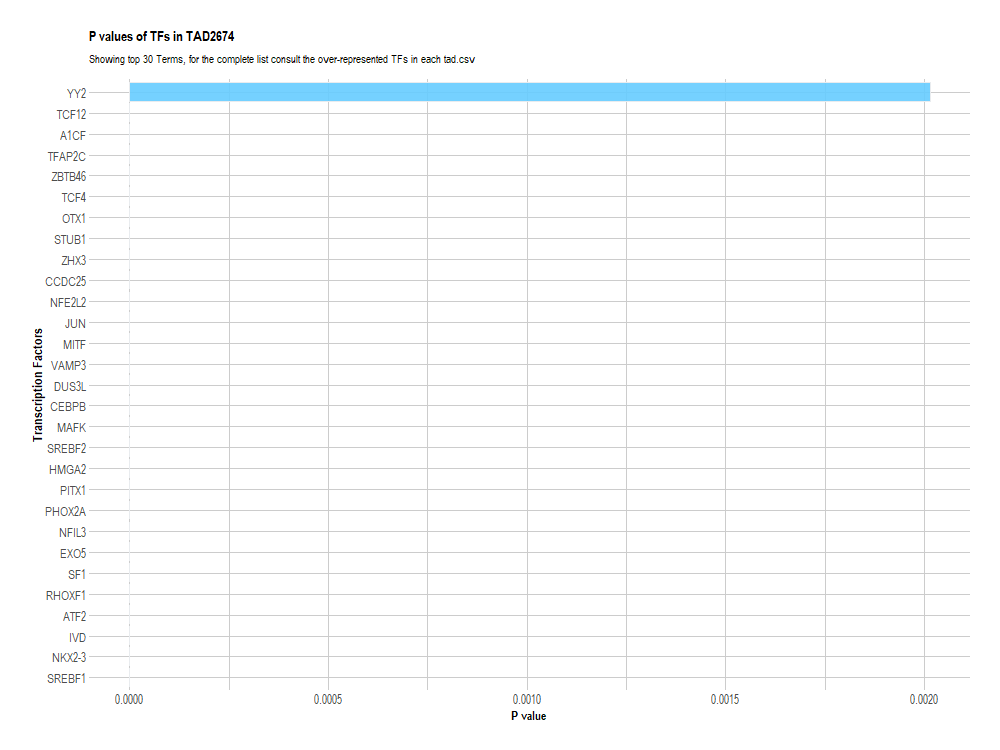 P values of TFs in TAD2674
Showing top 30 Terms, for the complete list consult the over-represented TFs in each tad.csv
Transcription Factors
YY2
TCF12
A1CF
TFAP2C
ZBTB46
TCF4
OTX1
STUB1
ZHX3
CCDC25
NFE2L2
JUN
MITF
VAMP3
DUS3L
CEBPB
MAFK
SREBF2
HMGA2
PITX1
PHOX2A
NFIL3
EXO5
SF1
RHOXF1
ATF2
IVD
NKX2-3
SREBF1
0.0000 0.0005 0.0010 0.0015 0.0020
P value